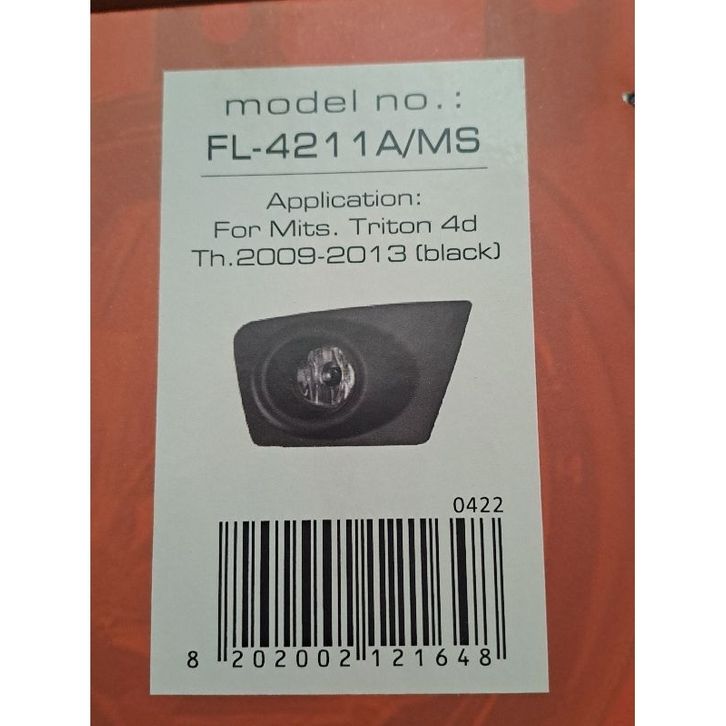 model no.:
FL-4211A/MS
Application:
For Mits. Triton 4d
Th.2009-2013 (black)
0422
8 202002 121648